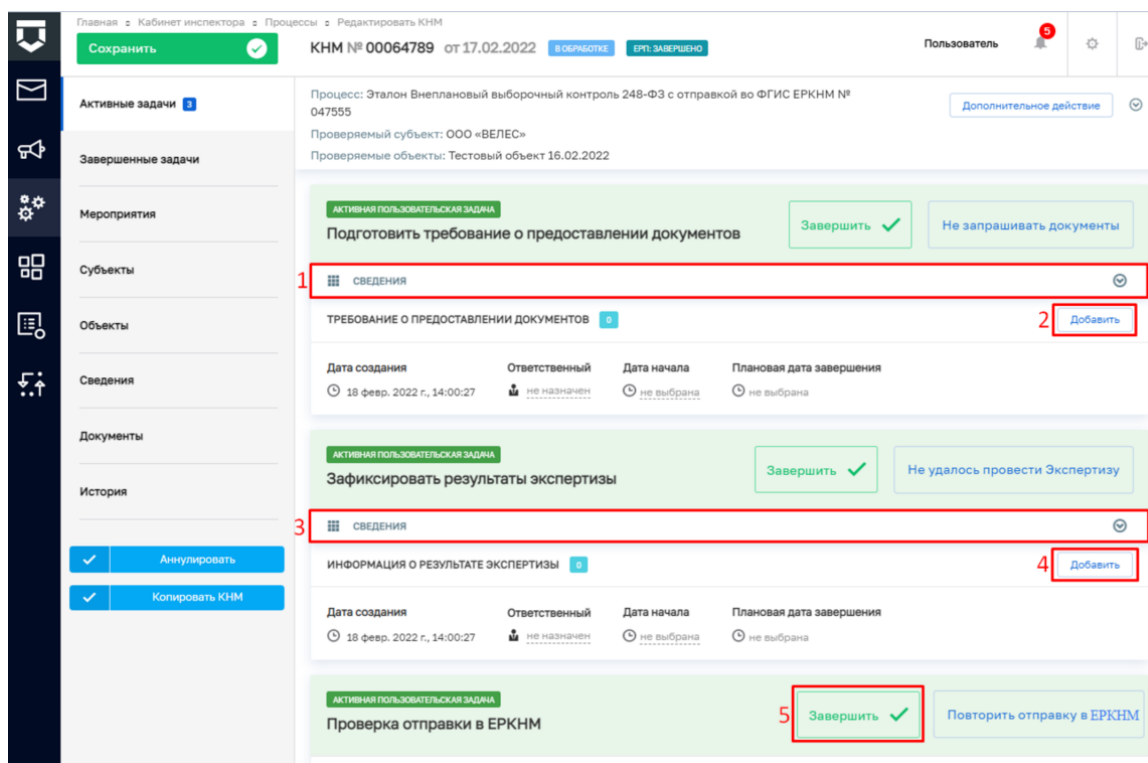 Главная : Кабинет инспектора : Процессы : Редактировать КНМ
Сохранить
КНМ № 00064789 от 17.02.2022 В ОБРАБОТКЕ ЕРП: ЗАВЕРШЕНО
Пользователь 5
Активные задачи 3
Завершенные задачи
Мероприятия
Субъекты
Объекты
Сведения
Документы
История
Аннулировать
Копировать КНМ
Процесс: Эталон Внеплановый выборочный контроль 248-ФЗ с отправкой во ФГИС ЕРКНМ №
047555
Дополнительное действие
Проверяемый субъект: ООО «ВЕЛЕС»
Проверяемые объекты: Тестовый объект 16.02.2022
АКТИВНАЯ ПОЛЬЗОВАТЕЛЬСКАЯ ЗАДАЧА
Подготовить требование о предоставлении документов
Завершить
Не запрашивать документы
1 СВЕДЕНИЯ
ТРЕБОВАНИЕ О ПРЕДОСТАВЛЕНИИ ДОКУМЕНТОВ 0
2 Добавить
Дата создания Ответственный Дата начала Плановая дата завершения
18 февр. 2022 г., 14:00:27 не назначен не выбрана не выбрана
АКТИВНАЯ ПОЛЬЗОВАТЕЛЬСКАЯ ЗАДАЧА
Зафиксировать результаты экспертизы
Завершить
Не удалось провести Экспертизу
3 СВЕДЕНИЯ
ИНФОРМАЦИЯ О РЕЗУЛЬТАТЕ ЭКСПЕРТИЗЫ 0
4 Добавить
Дата создания Ответственный Дата начала Плановая дата завершения
18 февр. 2022 г., 14:00:27 не назначен не выбрана не выбрана
АКТИВНАЯ ПОЛЬЗОВАТЕЛЬСКАЯ ЗАДАЧА
Проверка отправки в ЕРКНМ
5 Завершить
Повторить отправку в ЕРКНМ